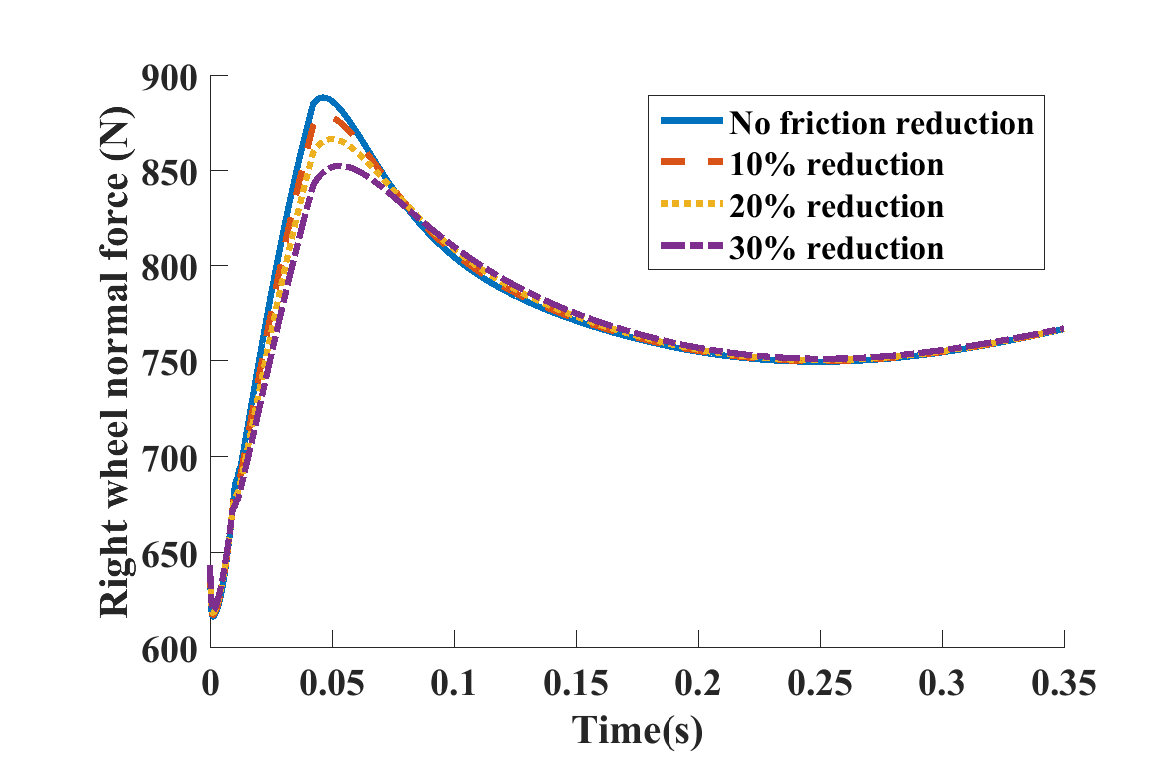 Right wheel normal force (N)
900
850
800
750
700
650
600
0
0.05
0.1
0.15
0.2
0.25
0.3
0.35
Time(s)
No friction reduction
10% reduction
20% reduction
30% reduction